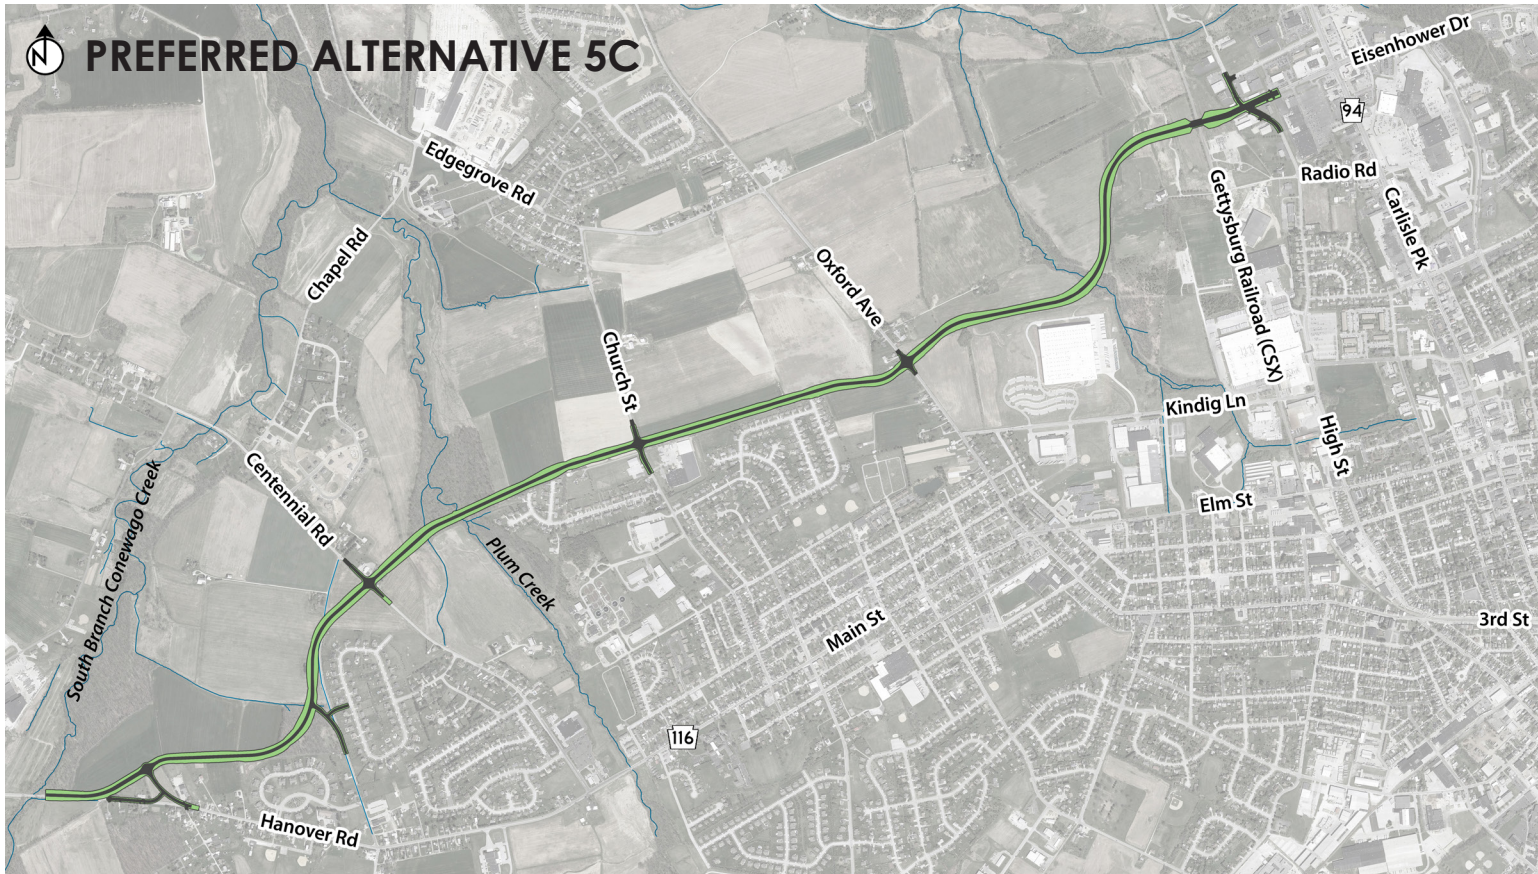 N
PREFERRED ALTERNATIVE 5C
Eisenhower Dr
94
Edgegrove Rd
Radio Rd
Gettysburg Railroad (CSX)
Carlisle Pk
Chapel Rd
Oxford Ave
Church St
Kindig Ln
High St
Centennial Rd
South Branch Conewago Creek
Elm St
Plum Creek
Main St
3rd St
116
Hanover Rd